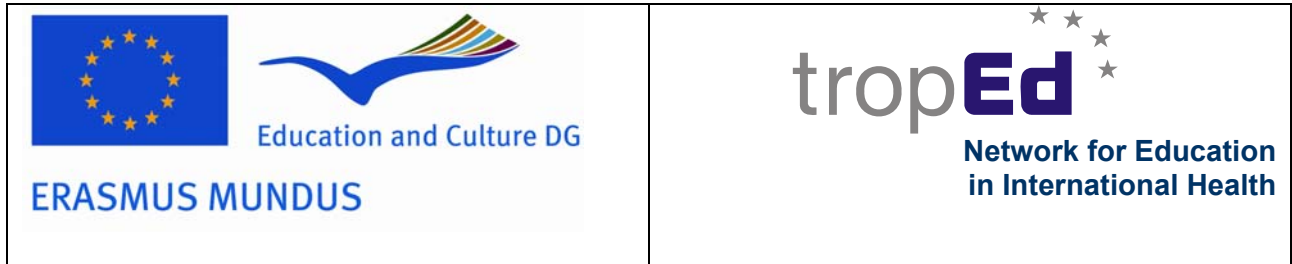 Education and Culture DG
ERASMUS MUNDUS
tropEd
Network for Education
in International Health